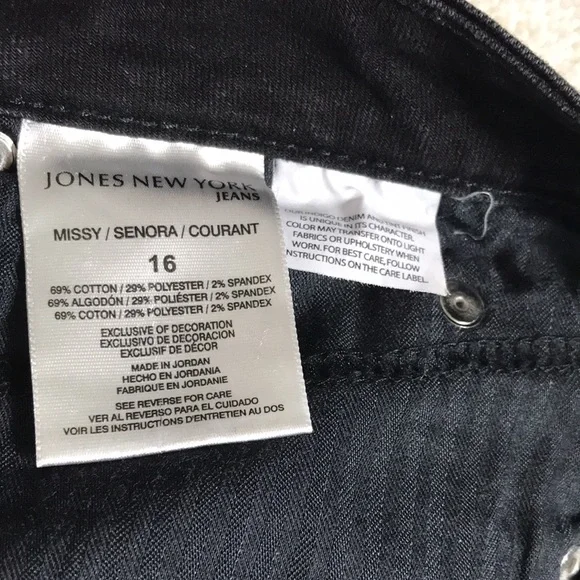 JONES NEW YORK
JEANS
MISSY / SENORA / COURANT
16
69% COTTON / 29% POLYESTER / 2% SPANDEX
69% ALGODÓN / 29% POLIÉSTER / 2% SPANDEX
69% COTON / 29% POLYESTER / 2% SPANDEX
EXCLUSIVE OF DECORATION
EXCLUSIVO DE DECORACION
EXCLUSIF DE DÉCOR
MADE IN JORDAN
HECHO EN JORDANIA
FABRIQUE EN JORDANIE
SEE REVERSE FOR CARE
VER AL REVERSO PARA EL CUIDADO
VOIR LES INSTRUCTIONS D'ENTRETIEN AU DOS
INDIGO DENIM AND
IS UNIQUE IN ITS CHARACTER.
COLOR MAY TRANSFER ONTO LIGHT
FABRICS OR UPHOLSTERY WHEN
WORN. FOR BEST CARE, FOLLOW
INSTRUCTIONS ON THE CARE LABEL.